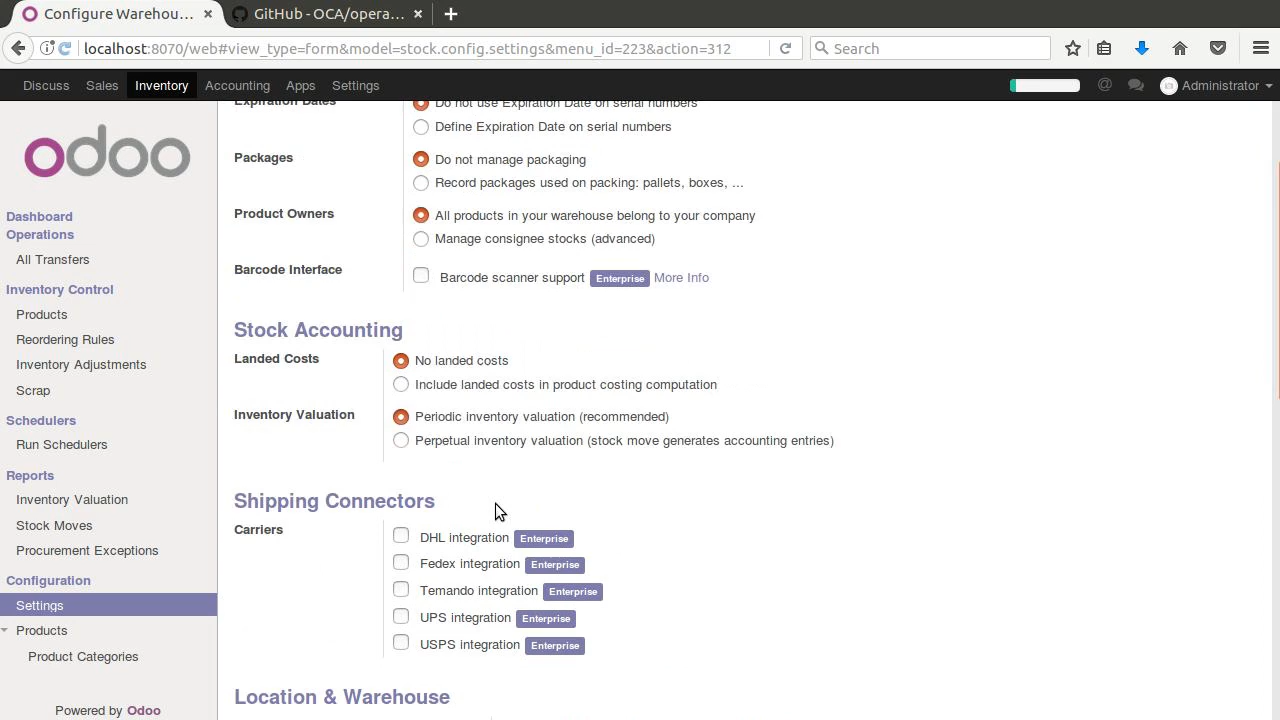 Configure Warehou... ×
GitHub - OCA/opera... ×
localhost:8070/web#view_type=form&model=stock.config.settings&menu_id=223&action=312
Search
Discuss Sales Inventory Accounting Apps Settings
@ Administrator
odoo
Dashboard
Operations
All Transfers
Inventory Control
Products
Reordering Rules
Inventory Adjustments
Scrap
Schedulers
Run Schedulers
Reports
Inventory Valuation
Stock Moves
Procurement Exceptions
Configuration
Settings
Products
Product Categories
Powered by Odoo
Expiration Dates
Do not use Expiration Date on serial numbers
Define Expiration Date on serial numbers
Packages
Do not manage packaging
Record packages used on packing: pallets, boxes, ...
Product Owners
All products in your warehouse belong to your company
Manage consignee stocks (advanced)
Barcode Interface
Barcode scanner support Enterprise More Info
Stock Accounting
Landed Costs
No landed costs
Include landed costs in product costing computation
Inventory Valuation
Periodic inventory valuation (recommended)
Perpetual inventory valuation (stock move generates accounting entries)
Shipping Connectors
Carriers
DHL integration Enterprise
Fedex integration Enterprise
Temando integration Enterprise
UPS integration Enterprise
USPS integration Enterprise
Location & Warehouse